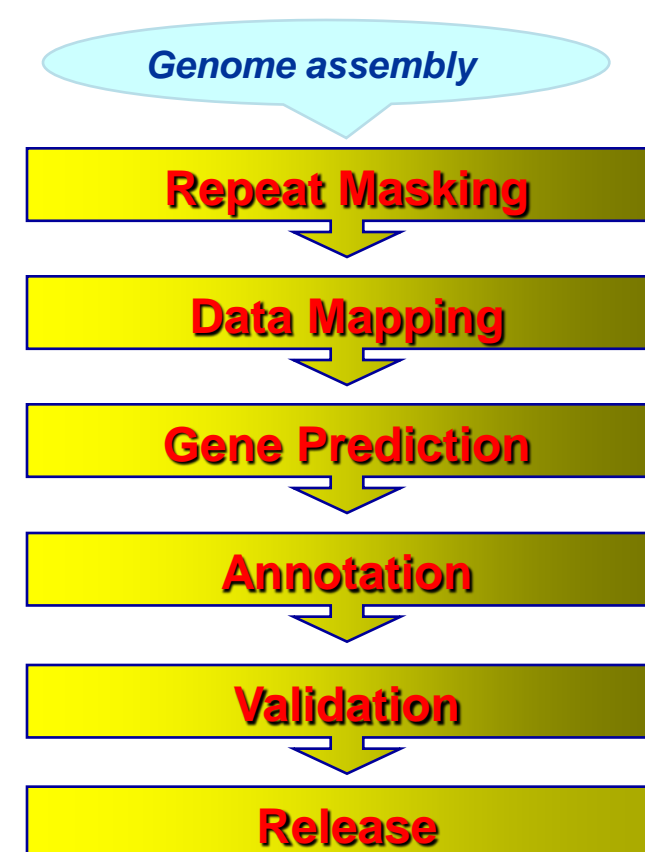 Genome assembly
Repeat Masking
Data Mapping
Gene Prediction
Annotation
Validation
Release